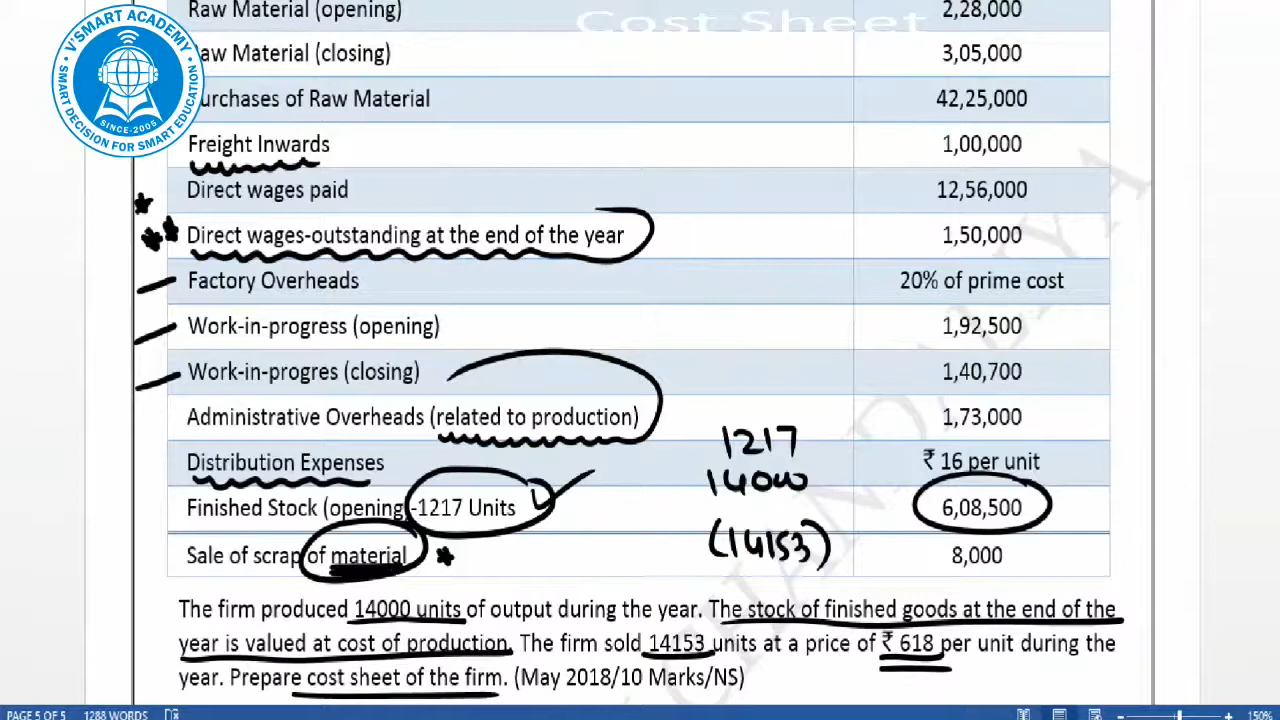 Cost Sheet
Raw Material (opening) 2,28,000
aw Material (closing) 3,05,000
urchases of Raw Material 42,25,000
Freight Inwards 1,00,000
Direct wages paid 12,56,000
Direct wages-outstanding at the end of the year 1,50,000
Factory Overheads 20% of prime cost
Work-in-progress (opening) 1,92,500
Work-in-progres (closing) 1,40,700
Administrative Overheads (related to production) 1,73,000
Distribution Expenses ₹ 16 per unit
Finished Stock (opening)-1217 Units 6,08,500
Sale of scrap of material 8,000
1217
14000
(14153)
The firm produced 14000 units of output during the year. The stock of finished goods at the end of the
year is valued at cost of production. The firm sold 14153 units at a price of ₹ 618 per unit during the
year. Prepare cost sheet of the firm. (May 2018/10 Marks/NS)
V'SMART ACADEMY
SINCE-2005
SMART DECISION FOR SMART EDUCATION
PAGE 5 OF 5 1288 WORDS 150%